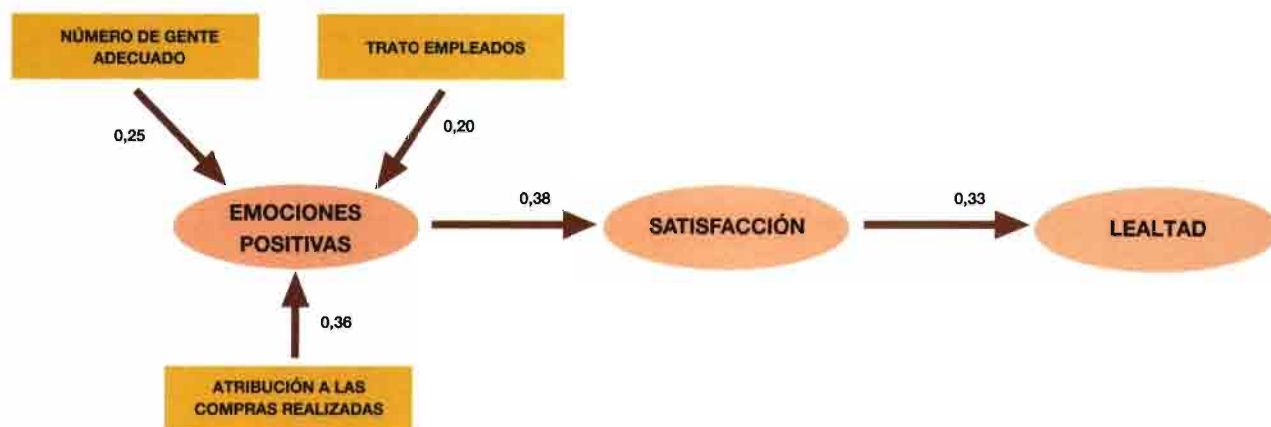 NÚMERO DE GENTE
ADECUADO
TRATO EMPLEADOS
0,25
0,20
EMOCIONES
POSITIVAS
0,38
SATISFACCIÓN
0,33
LEALTAD
0,36
ATRIBUCIÓN A LAS
COMPRAS REALIZADAS